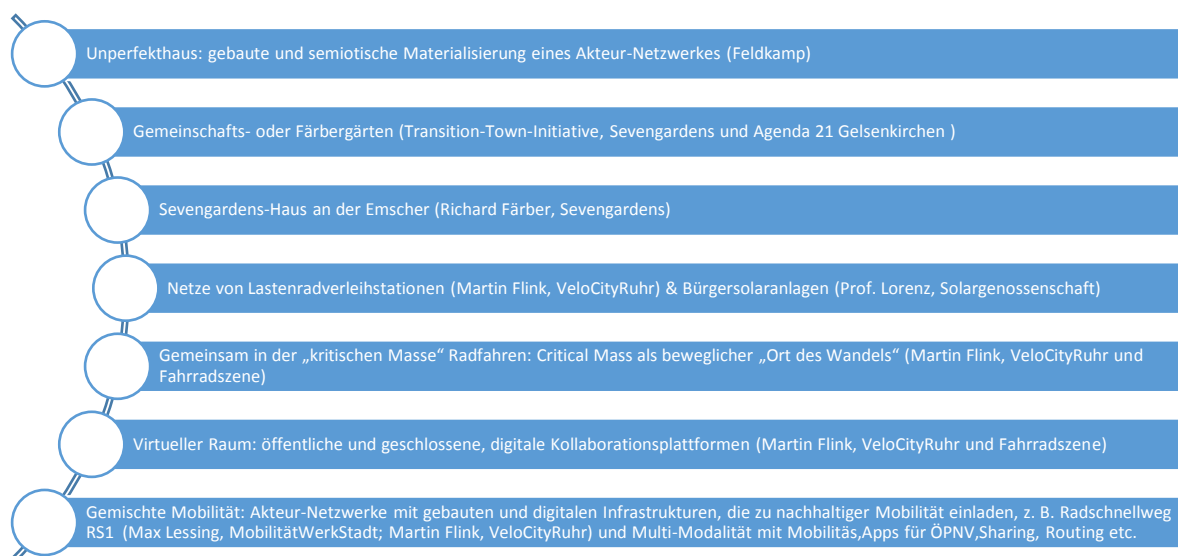 Unperfekthaus: gebaute und semiotische Materialisierung eines Akteur-Netzwerkes (Feldkamp)
Gemeinschafts- oder Färbergärten (Transition-Town-Initiative, Sevengardens und Agenda 21 Gelsenkirchen )
Sevengardens-Haus an der Emscher (Richard Färber, Sevengardens)
Netze von Lastenradverleihstationen (Martin Flink, VeloCityRuhr) & Bürgersolaranlagen (Prof. Lorenz, Solargenossenschaft)
Gemeinsam in der „kritischen Masse“ Radfahren: Critical Mass als beweglicher „Ort des Wandels“ (Martin Flink, VeloCityRuhr und
Fahrradszene)
Virtueller Raum: öffentliche und geschlossene, digitale Kollaborationsplattformen (Martin Flink, VeloCityRuhr und Fahrradszene)
Gemischte Mobilität: Akteur-Netzwerke mit gebauten und digitalen Infrastrukturen, die zu nachhaltiger Mobilität einladen, z. B. Radschnellweg
RS1 (Max Lessing, MobilitätWerkStadt; Martin Flink, VeloCityRuhr) und Multi-Modalität mit Mobilitäs,Apps für ÖPNV,Sharing, Routing etc.